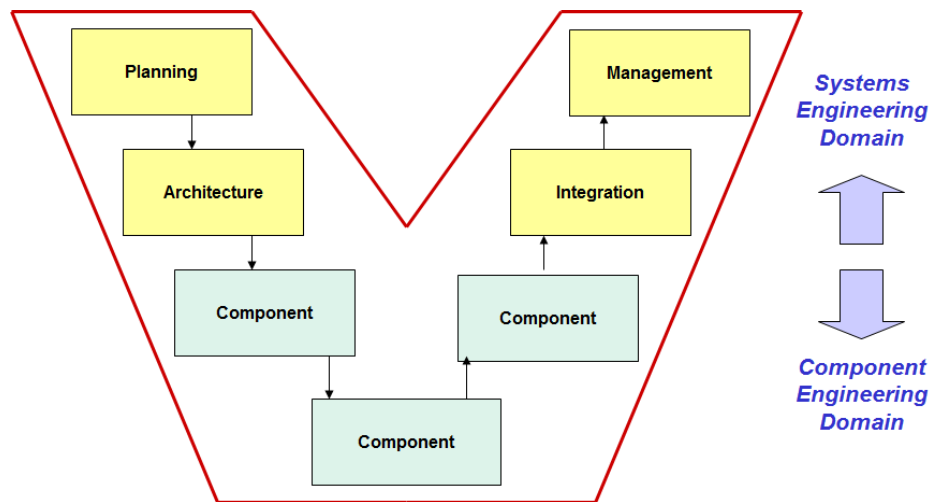 Planning
Management
Systems
Engineering
Domain
Architecture
Integration
Component
Component
Component
Component
Engineering
Domain